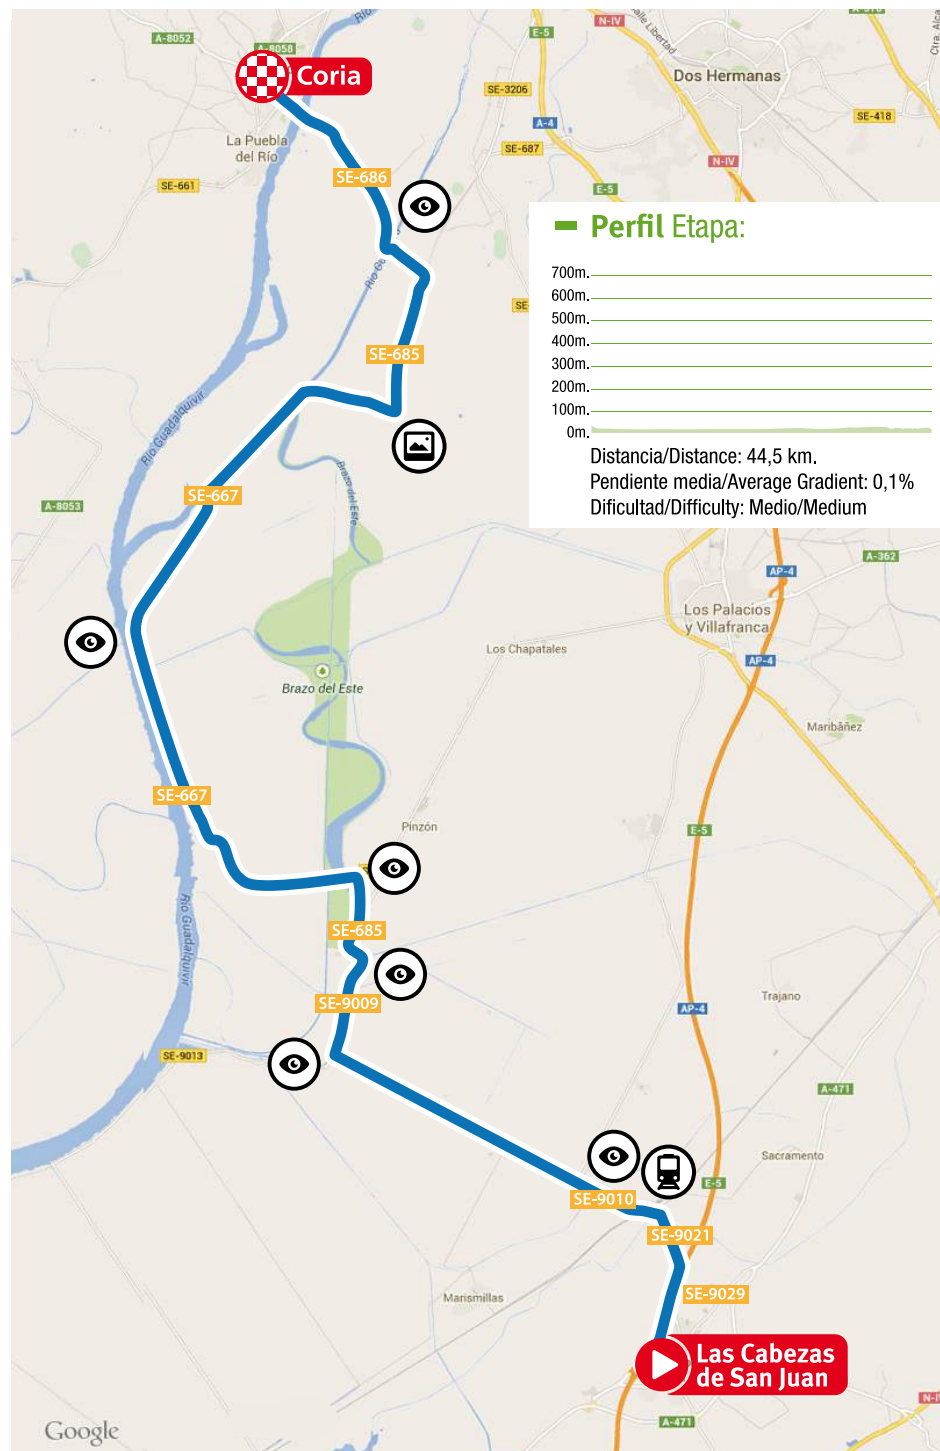 A-8052
A-8058
Coria
La Puebla
del Río
SE-661
SE-686
E-5
N-IV
Calle Libertad
Dos Hermanas
SE-3206
A-4
SE-687
SE-418
N-IV
E-5
Perfil Etapa:
700m.
600m.
500m.
400m.
300m.
200m.
100m.
0m.
Distancia/Distance: 44,5 km.
Pendiente media/Average Gradient: 0,1%
Dificultad/Difficulty: Medio/Medium
SE
SE-685
Río Guadalquivir
SE-667
A-8053
Brazo del Este
AP-4
A-362
Los Palacios
y Villafranca
Los Chapatales
AP-4
Brazo del Este
Maribáñez
SE-667
Pinzón
E-5
Río Guadalquivir
SE-685
SE-9009
Trajano
AP-4
SE-9013
A-471
Sacramento
E-5
SE-9010
SE-9021
SE-9029
Marismillas
Las Cabezas
de San Juan
N-IV
A-471
Google